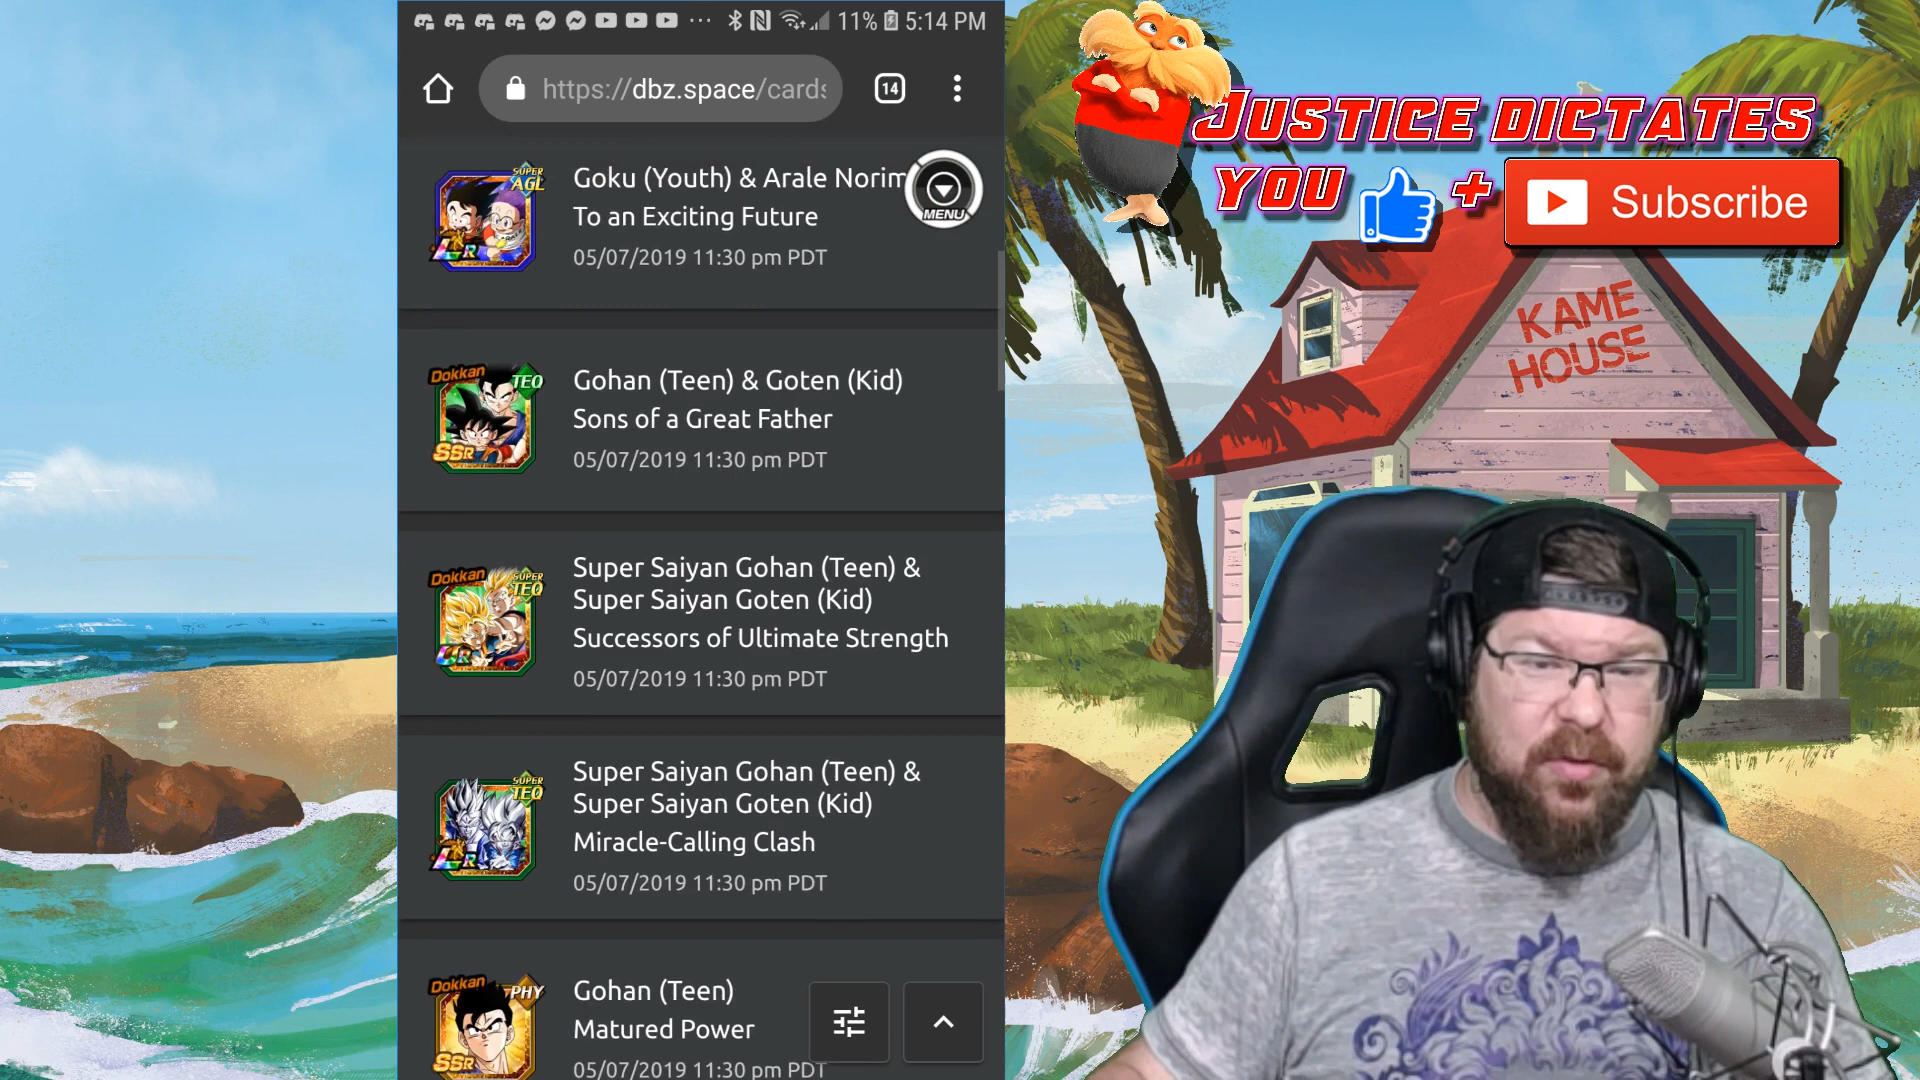 11% 5:14 PM
https://dbz.space/cards
14
SUPER AGL
LR
Goku (Youth) & Arale Norim
To an Exciting Future
05/07/2019 11:30 pm PDT
MENU
Dokkan
TEQ
SSR
Gohan (Teen) & Goten (Kid)
Sons of a Great Father
05/07/2019 11:30 pm PDT
Dokkan
SUPER TEQ
LR
Super Saiyan Gohan (Teen) &
Super Saiyan Goten (Kid)
Successors of Ultimate Strength
05/07/2019 11:30 pm PDT
SUPER TEQ
LR
Super Saiyan Gohan (Teen) &
Super Saiyan Goten (Kid)
Miracle-Calling Clash
05/07/2019 11:30 pm PDT
Dokkan
PHY
SSR
Gohan (Teen)
Matured Power
05/07/2019 11:30 pm PDT
JUSTICE DICTATES
YOU + Subscribe
KAME
HOUSE